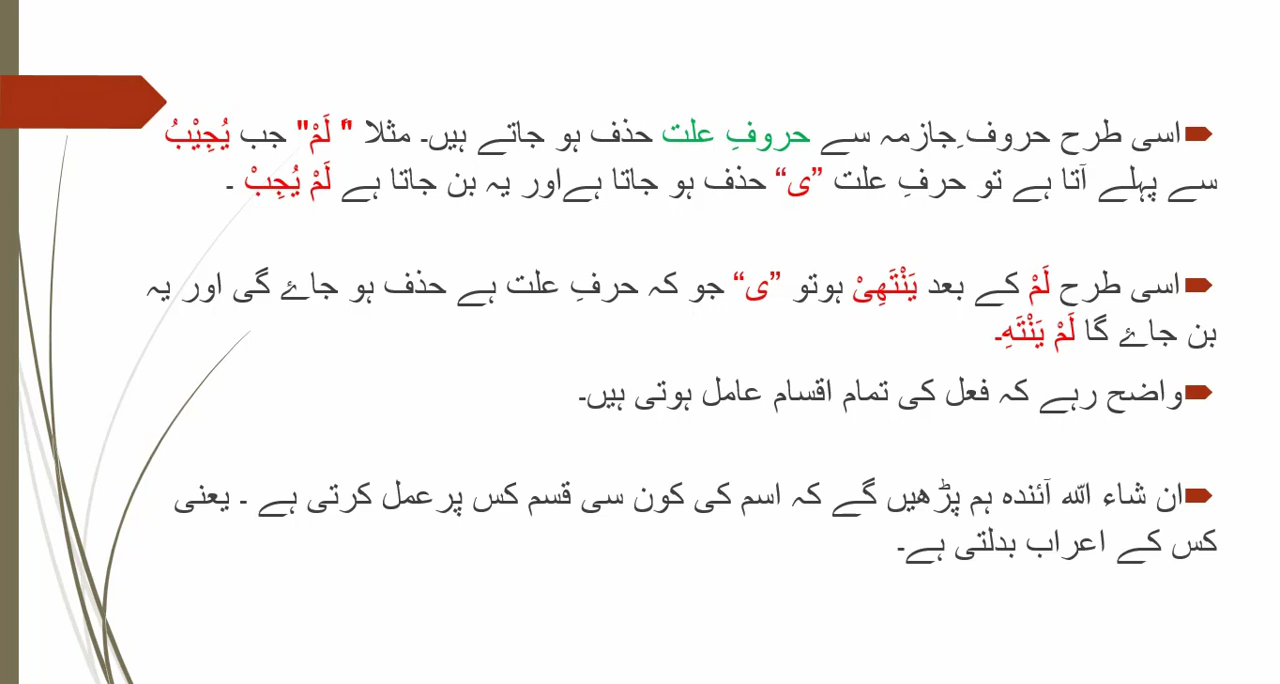 اسی طرح حروف ِجازمہ سے حروفِ علت حذف ہو جاتے ہیں۔ مثلا " لَمْ" جب یُجِیْبُ
سے پہلے آتا ہے تو حرفِ علت ”ی“ حذف ہو جاتا ہےاور یہ بن جاتا ہے لَمْ یُجِبْ ۔
اسی طرح لَمْ کے بعد یَنْتَھِیْ ہوتو ”ی“ جو کہ حرفِ علت ہے حذف ہو جاۓ گی اور یہ
بن جاۓ گا لَمْ یَنْتَہِ۔
واضح رہے کہ فعل کی تمام اقسام عامل ہوتی ہیں۔
ان شاء اللہ آئندہ ہم پڑھیں گے کہ اسم کی کون سی قسم کس پرعمل کرتی ہے ۔ یعنی
کس کے اعراب بدلتی ہے۔